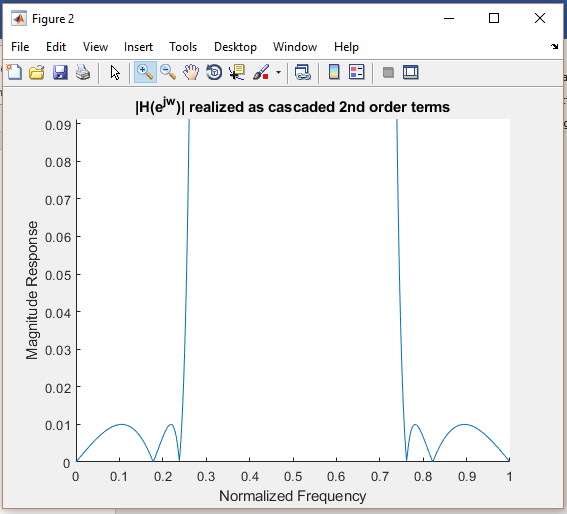 Figure 2
File Edit View Insert Tools Desktop Window Help
|H(e^jw)| realized as cascaded 2nd order terms
Magnitude Response
0.09
0.08
0.07
0.06
0.05
0.04
0.03
0.02
0.01
0
0 0.1 0.2 0.3 0.4 0.5 0.6 0.7 0.8 0.9 1
Normalized Frequency